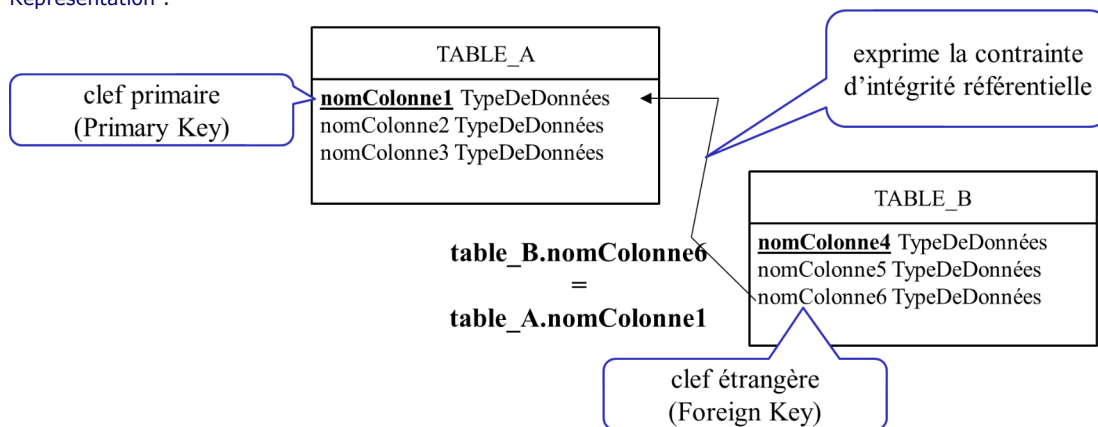 Représentation :
TABLE_A
clef primaire
(Primary Key)
nomColonne1 TypeDeDonnées
nomColonne2 TypeDeDonnées
nomColonne3 TypeDeDonnées
exprime la contrainte
d'intégrité référentielle
TABLE_B
nomColonne4 TypeDeDonnées
nomColonne5 TypeDeDonnées
nomColonne6 TypeDeDonnées
table_B.nomColonne6
=
table_A.nomColonne1
clef étrangère
(Foreign Key)